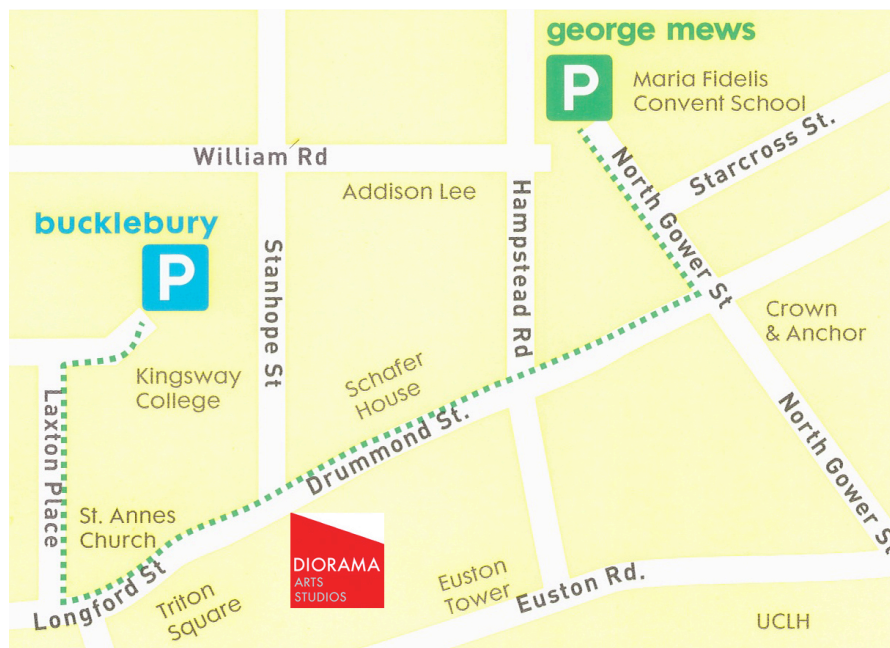 george mews
P
Maria Fidelis
Convent School
Starcross St.
William Rd
North Gower St
Addison Lee
Hampstead Rd
bucklebury
P
Stanhope St
Crown
& Anchor
Kingsway
College
Schafer
House
Laxton Place
Drummond St.
North Gower St
St. Annes
Church
DIORAMA
ARTS
STUDIOS
Longford St
Triton
Square
Euston
Tower
Euston Rd.
UCLH